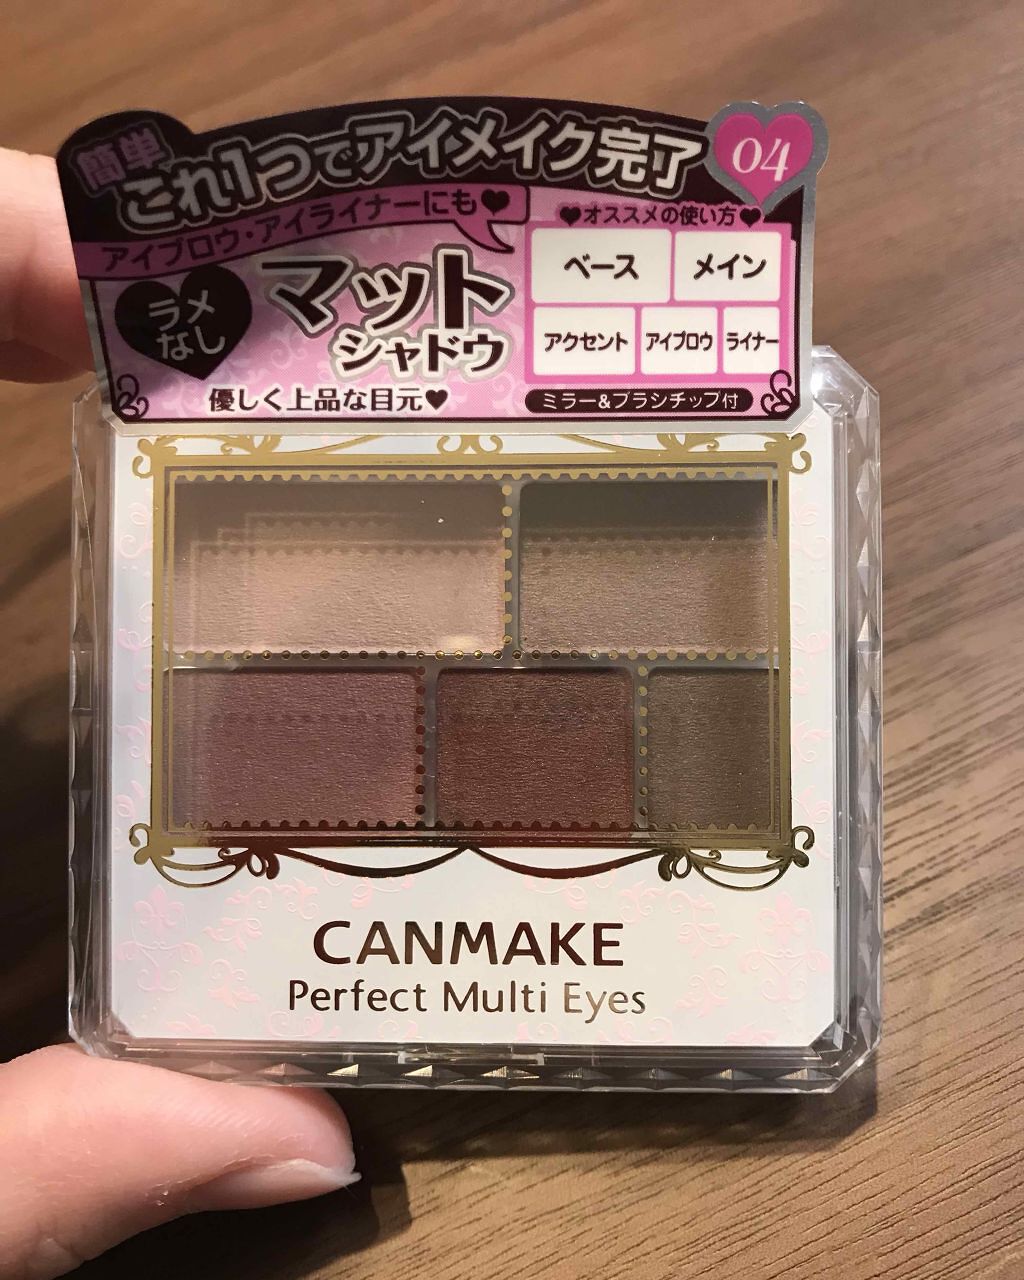 簡単
これ1つでアイメイク完了
04
アイブロウ・アイライナーにも♥
♥オススメの使い方♥
ラメ
なし
マット
シャドウ
ベース
メイン
アクセント
アイブロウ
ライナー
優しく上品な目元♥
ミラー&ブラシチップ付
CANMAKE
Perfect Multi Eyes